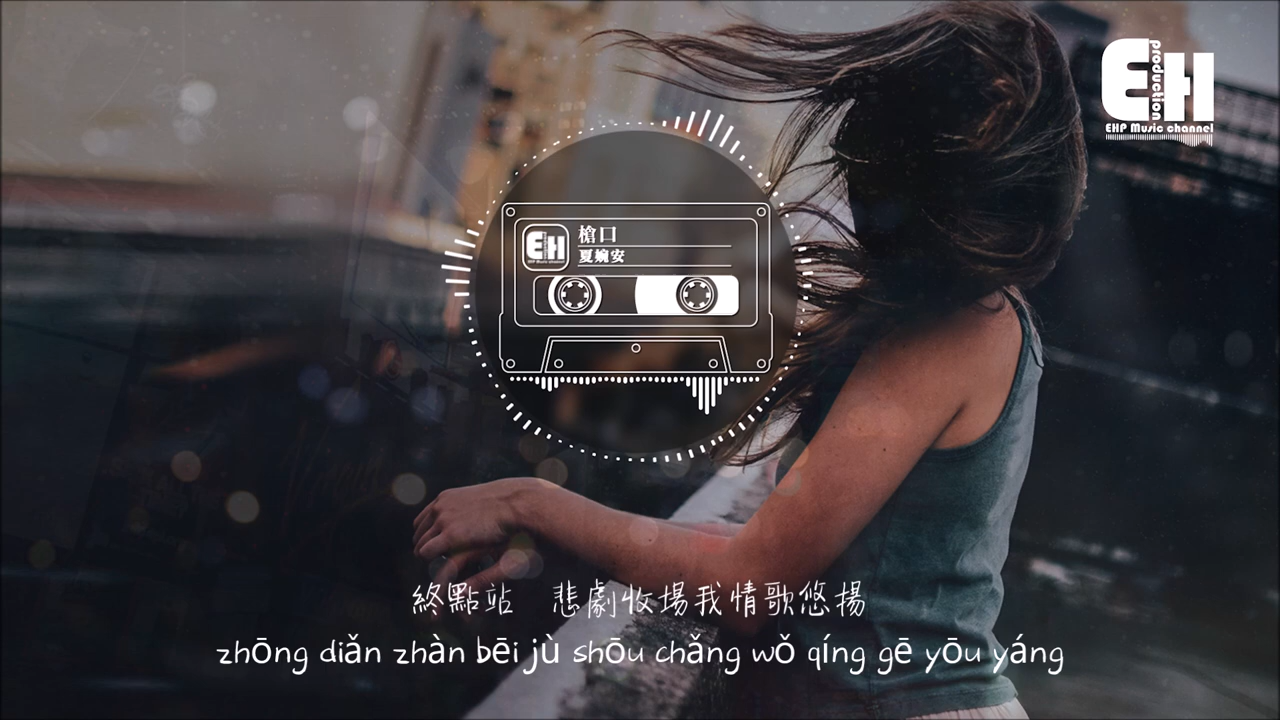 EH
production
EHP Music channel
槍口
夏婉安
終點站 悲劇收場我情歌悠揚
zhōng diǎn zhàn bēi jù shōu chǎng wǒ qíng gē yōu yáng